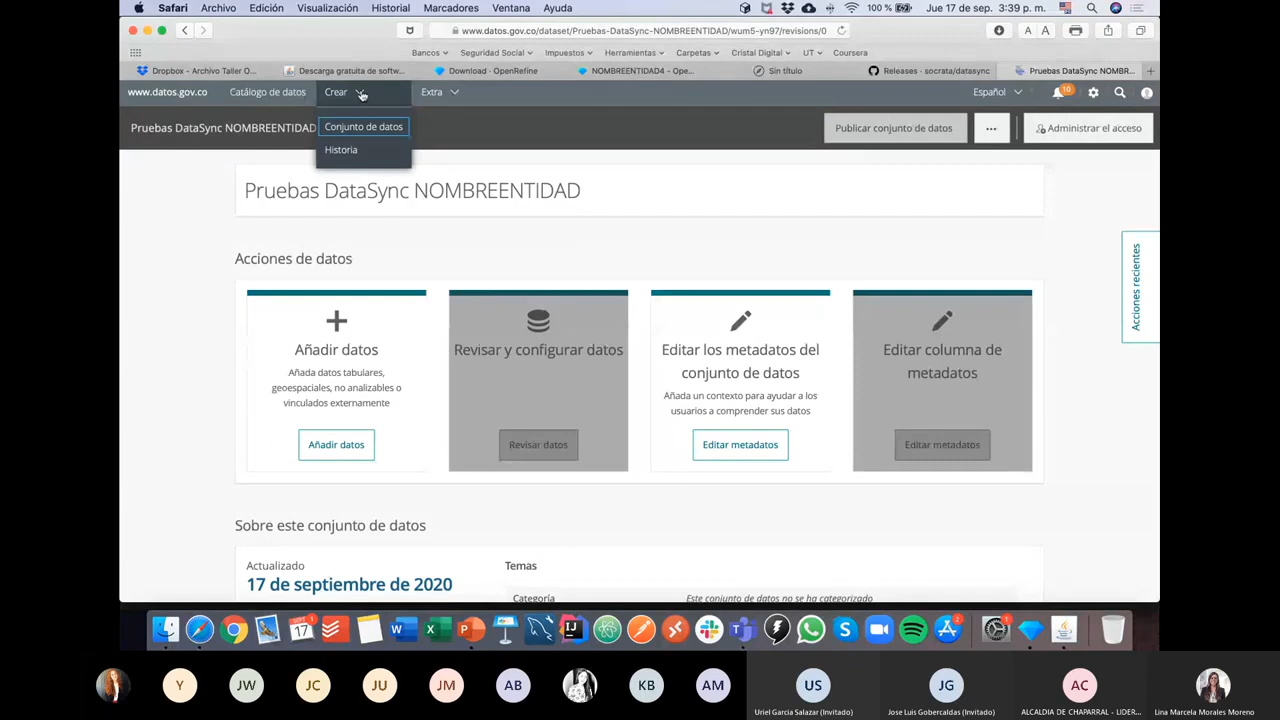 Safari Archivo Edición Visualización Historial Marcadores Ventana Ayuda 100 % Jue 17 de sep. 3:39 p. m.
www.datos.gov.co/dataset/Pruebas-DataSync-NOMBREENTIDAD/wum5-yn97/revisions/0 A A
Bancos Seguridad Social Impuestos Herramientas Carpetas Cristal Digital UT Coursera
Dropbox - Archivo Taller O... Descarga gratuita de softw... Download · OpenRefine NOMBREENTIDAD4 - Ope... Sin título Releases · socrata/datasync Pruebas DataSync NOMBR...
www.datos.gov.co Catálogo de datos Crear Extra Español 10
Pruebas DataSync NOMBREENTIDAD Conjunto de datos Publicar conjunto de datos ... Administrar el acceso
Historia
Pruebas DataSync NOMBREENTIDAD
Acciones de datos
Acciones recientes
Añadir datos
Añada datos tabulares,
geoespaciales, no analizables o
vinculados externamente
Añadir datos
Revisar y configurar datos
Revisar datos
Editar los metadatos del
conjunto de datos
Añada un contexto para ayudar a los
usuarios a comprender sus datos
Editar metadatos
Editar columna de
metadatos
Editar metadatos
Sobre este conjunto de datos
Actualizado
17 de septiembre de 2020
Temas
Categoría Este conjunto de datos no se ha categorizado
Y JW JC JU JM AB KB AM US JG AC
Uriel Garcia Salazar (Invitado) Jose Luis Gobercaldas (Invitado) ALCALDIA DE CHAPARRAL - LIDER... Lina Marcela Morales Moreno